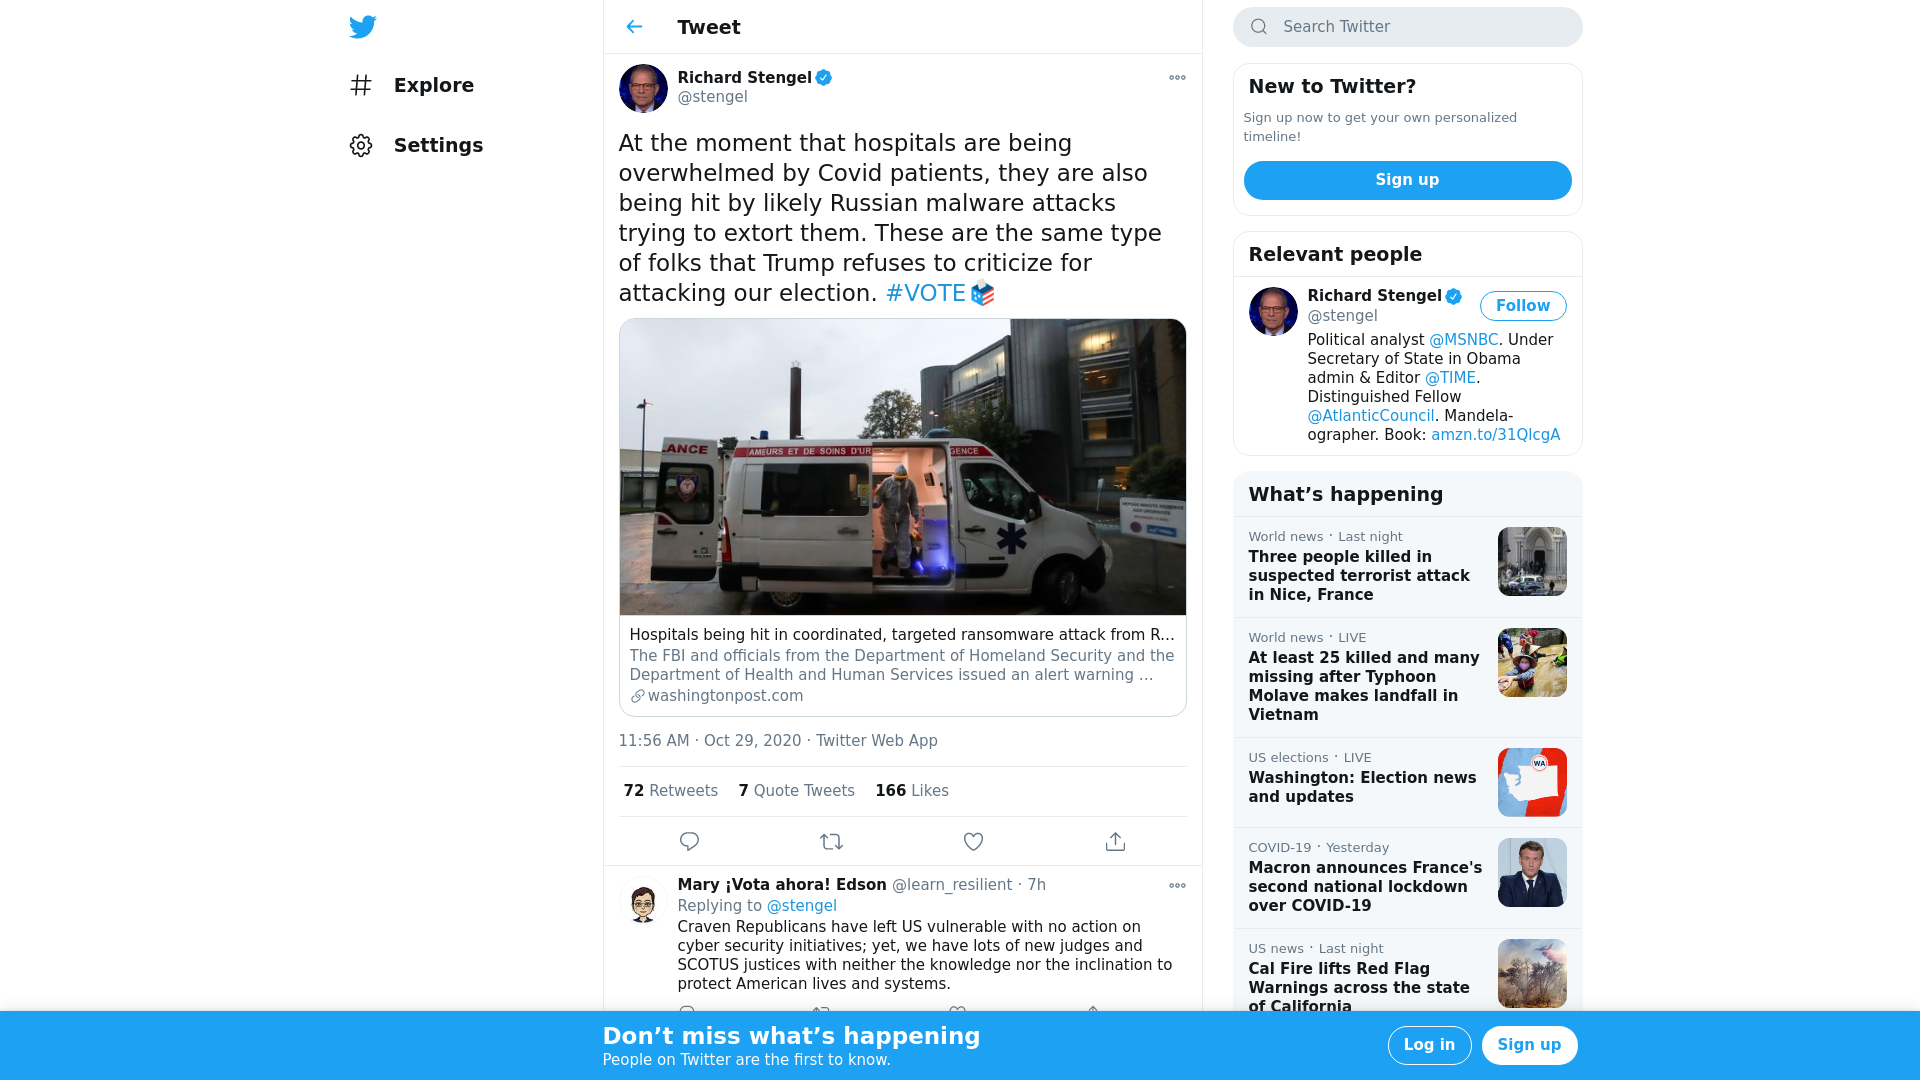 Explore
Settings
Tweet
Richard Stengel
@stengel
At the moment that hospitals are being
overwhelmed by Covid patients, they are also
being hit by likely Russian malware attacks
trying to extort them. These are the same type
of folks that Trump refuses to criticize for
attacking our election. #VOTE
LANCE
AMEURS ET DE SOINS D'UR
GENCE
Hospitals being hit in coordinated, targeted ransomware attack from R...
The FBI and officials from the Department of Homeland Security and the
Department of Health and Human Services issued an alert warning ...
washingtonpost.com
11:56 AM · Oct 29, 2020 · Twitter Web App
72 Retweets 7 Quote Tweets 166 Likes
Mary ¡Vota ahora! Edson @learn_resilient · 7h
Replying to @stengel
Craven Republicans have left US vulnerable with no action on
cyber security initiatives; yet, we have lots of new judges and
SCOTUS justices with neither the knowledge nor the inclination to
protect American lives and systems.
Search Twitter
New to Twitter?
Sign up now to get your own personalized
timeline!
Sign up
Relevant people
Richard Stengel
@stengel
Follow
Political analyst @MSNBC. Under
Secretary of State in Obama
admin & Editor @TIME.
Distinguished Fellow
@AtlanticCouncil. Mandela-
ographer. Book: amzn.to/31QIcgA
What’s happening
World news · Last night
Three people killed in
suspected terrorist attack
in Nice, France
World news · LIVE
At least 25 killed and many
missing after Typhoon
Molave makes landfall in
Vietnam
US elections · LIVE
Washington: Election news
and updates
WA
COVID-19 · Yesterday
Macron announces France's
second national lockdown
over COVID-19
US news · Last night
Cal Fire lifts Red Flag
Warnings across the state
of California
Don’t miss what’s happening
People on Twitter are the first to know.
Log in
Sign up